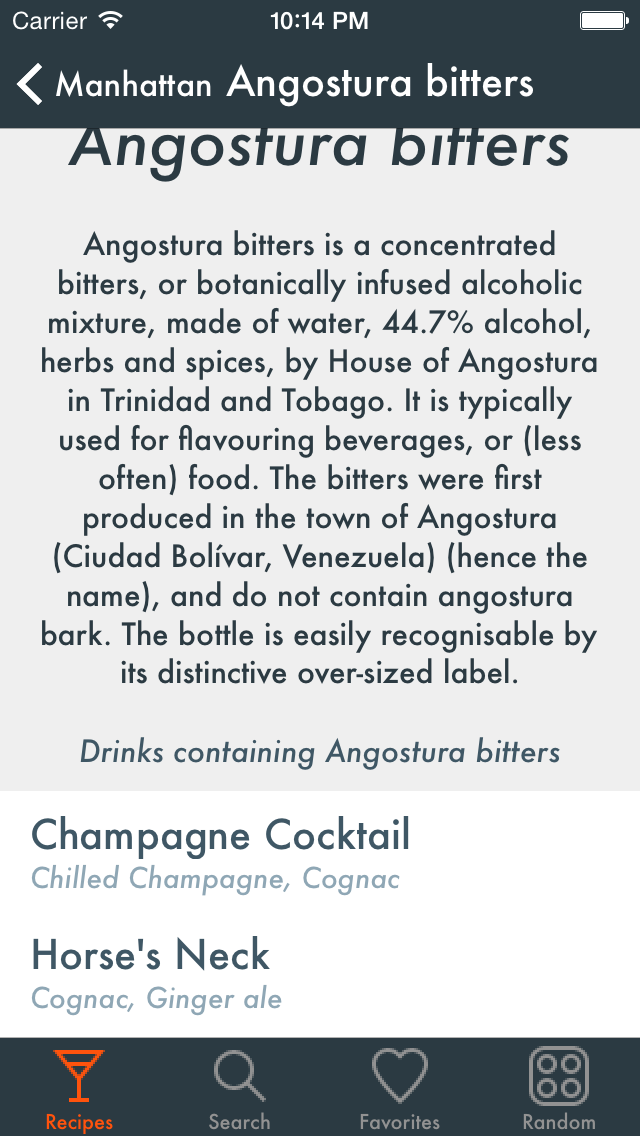 Carrier 10:14 PM
Manhattan Angostura bitters
Angostura bitters
Angostura bitters is a concentrated
bitters, or botanically infused alcoholic
mixture, made of water, 44.7% alcohol,
herbs and spices, by House of Angostura
in Trinidad and Tobago. It is typically
used for flavouring beverages, or (less
often) food. The bitters were first
produced in the town of Angostura
(Ciudad Bolívar, Venezuela) (hence the
name), and do not contain angostura
bark. The bottle is easily recognisable by
its distinctive over-sized label.
Drinks containing Angostura bitters
Champagne Cocktail
Chilled Champagne, Cognac
Horse's Neck
Cognac, Ginger ale
Recipes Search Favorites Random